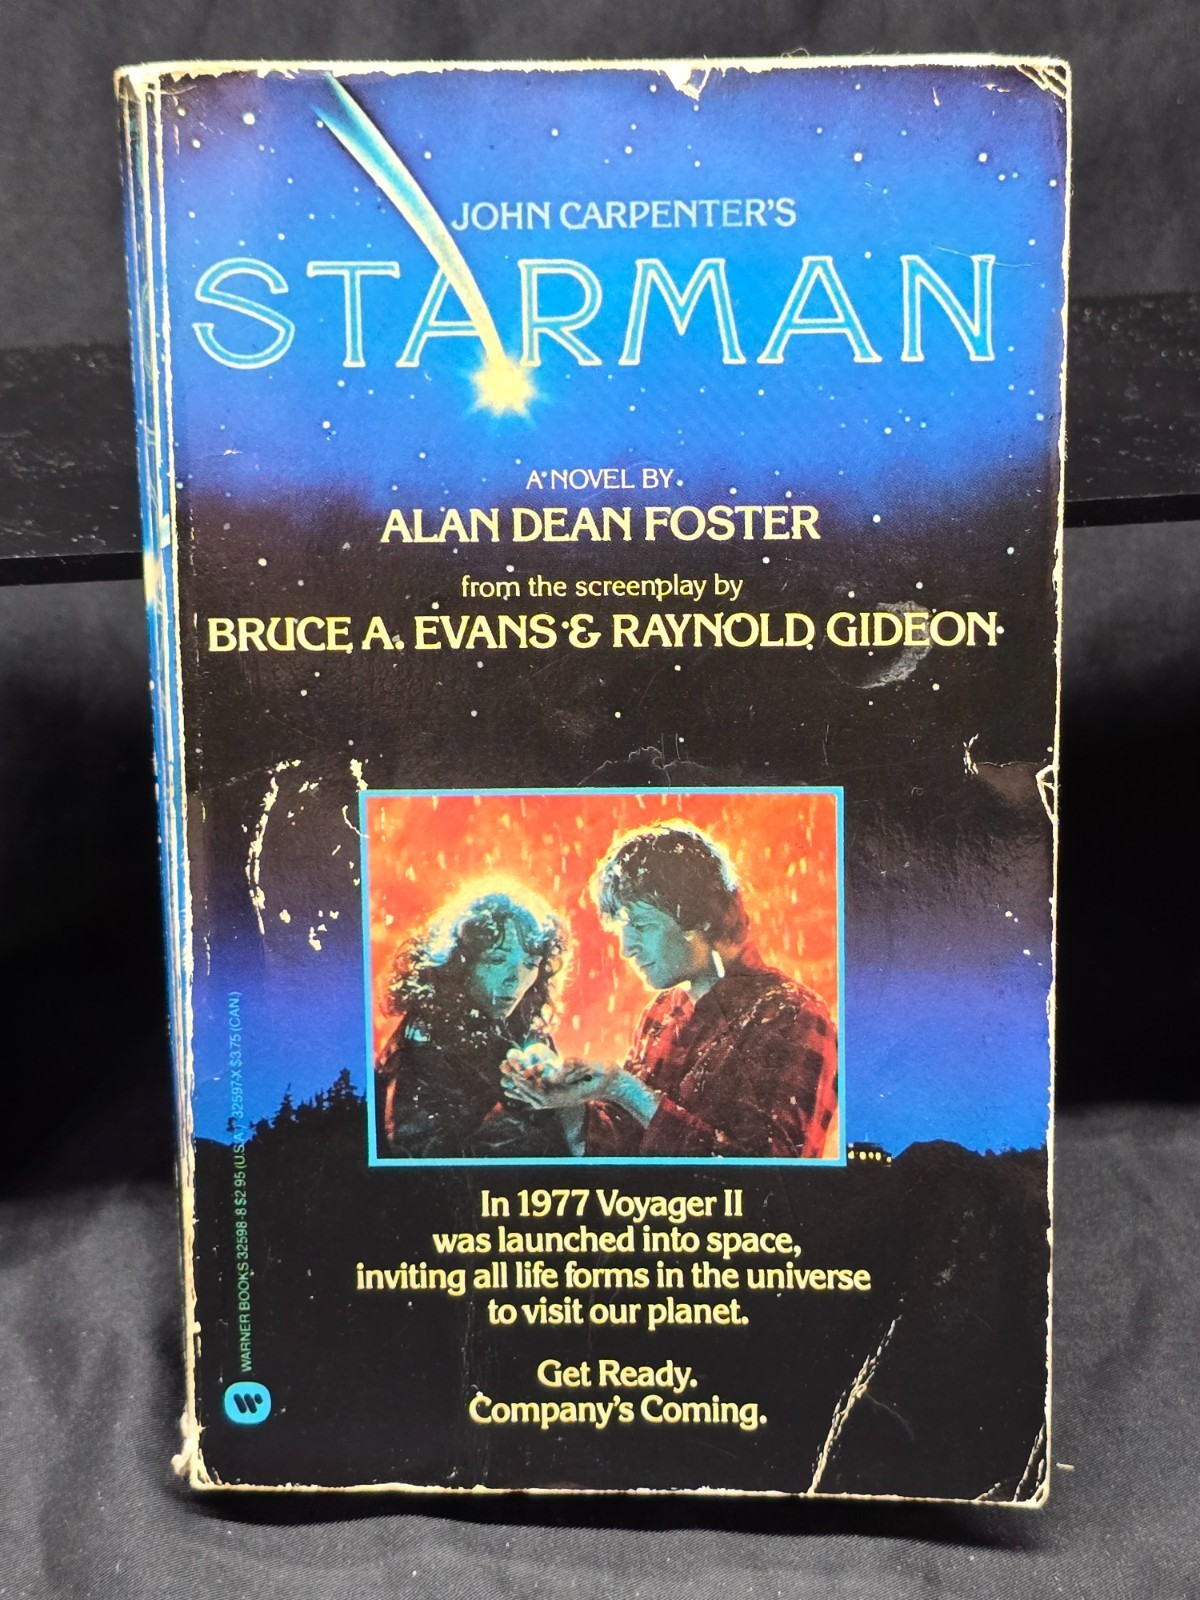 JOHN CARPENTER'S
STARMAN
A NOVEL BY
ALAN DEAN FOSTER
from the screenplay by
BRUCE A. EVANS & RAYNOLD GIDEON
In 1977 Voyager II
was launched into space,
inviting all life forms in the universe
to visit our planet.
Get Ready.
Company's Coming.
WARNER BOOKS 32598-8 $2.95 (U.S.A.) 32597-X $3.75 (CAN.)